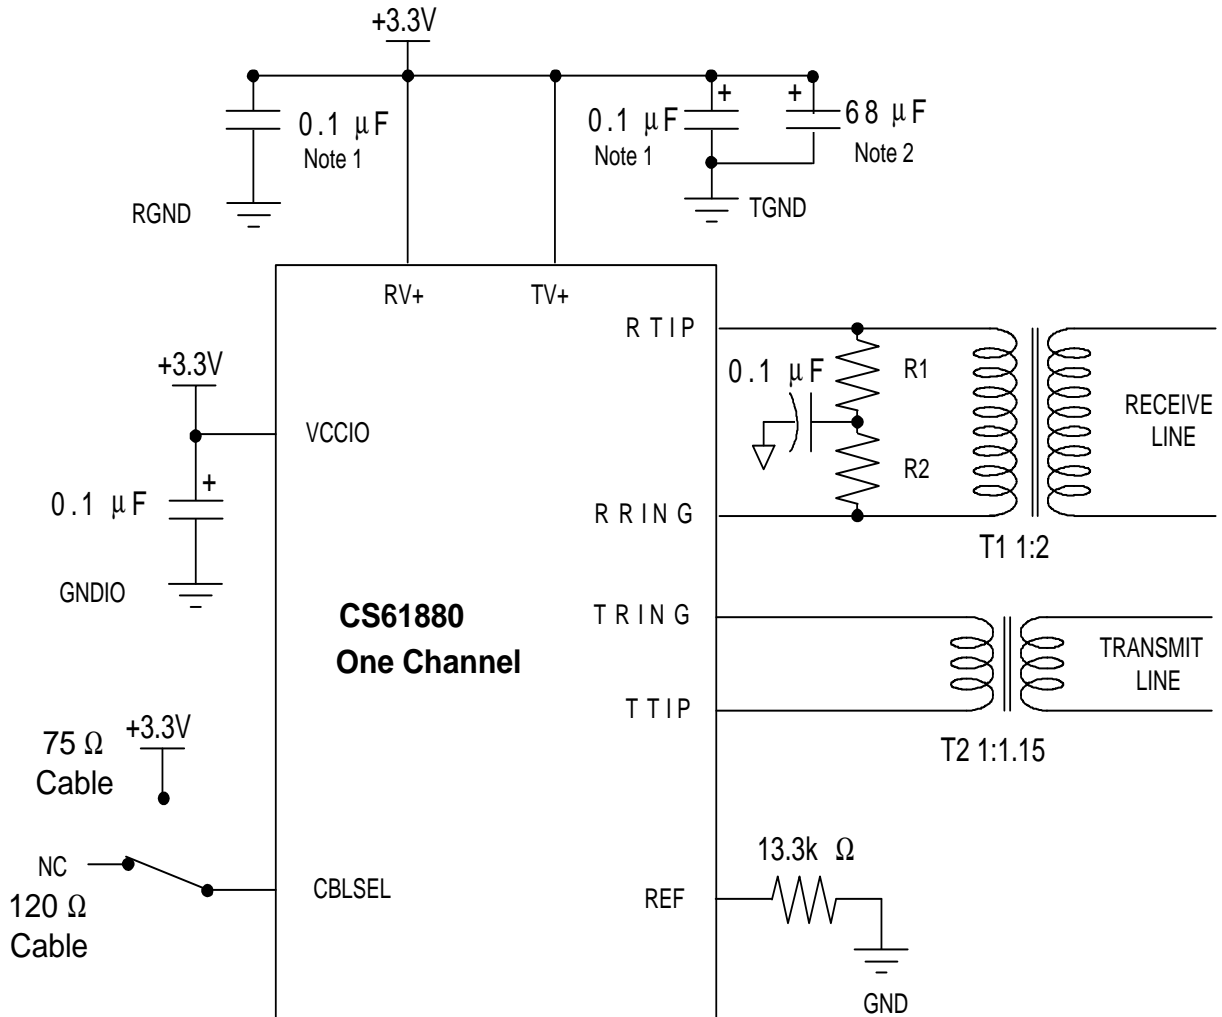 +3.3V
0.1 μF
Note 1
0.1 μF
Note 1
+
+
68 μF
Note 2
RGND
TGND
RV+
TV+
RTIP
+3.3V
VCCIO
0.1 μF
R1
RECEIVE
LINE
+
0.1 μF
R2
RRING
T1 1:2
GNDIO
CS61880
One Channel
TRING
TRANSMIT
LINE
TTIP
T2 1:1.15
75 Ω
Cable
+3.3V
NC
120 Ω
Cable
CBLSEL
13.3k Ω
REF
GND